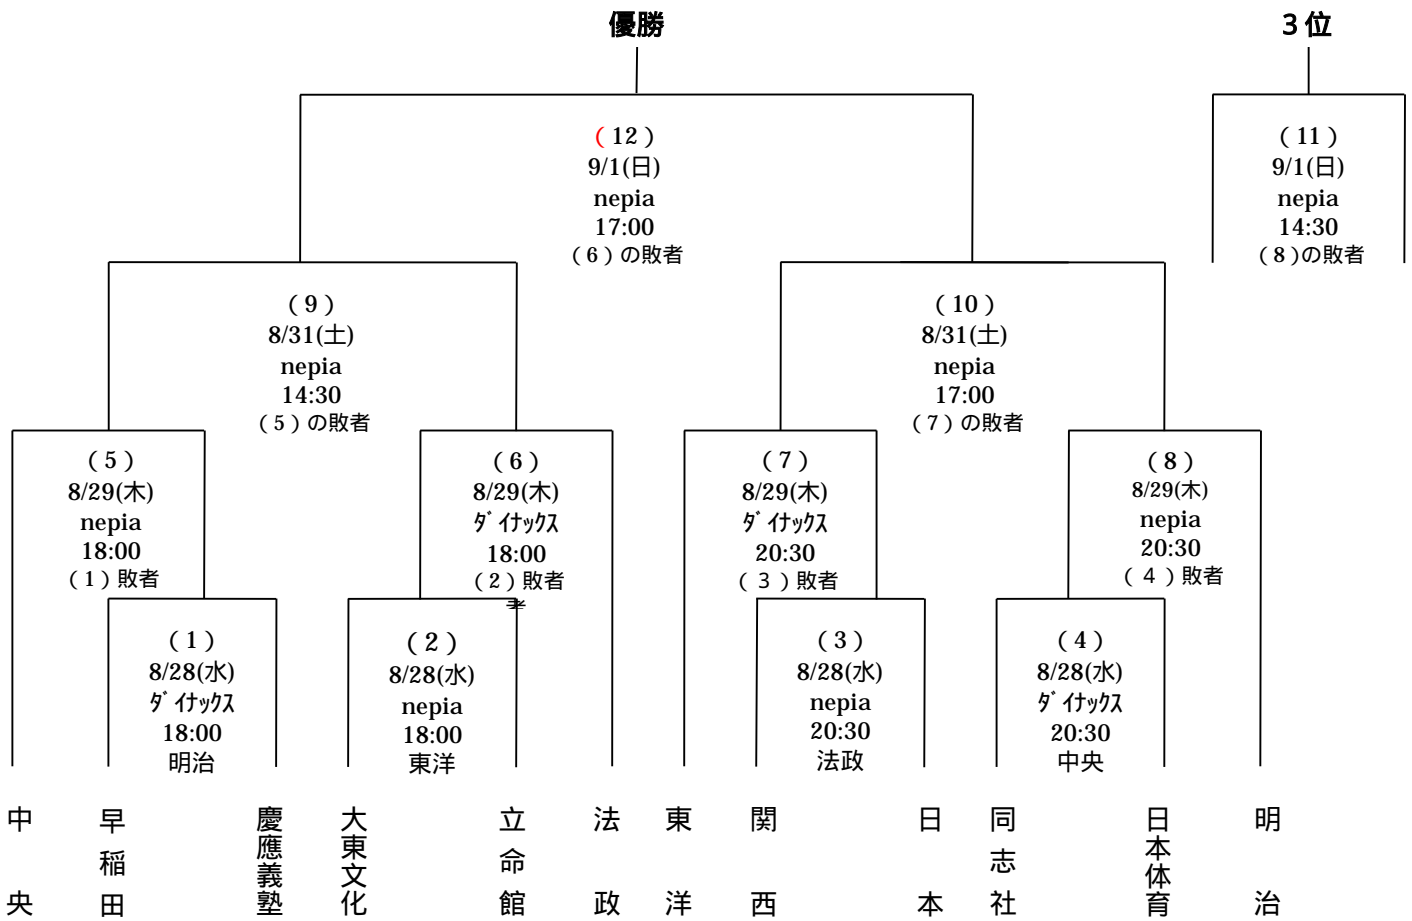 優勝
３位
（12）
9/1(日)
nepia
17:00
（6）の敗者
（11）
9/1(日)
nepia
14:30
（8）の敗者
（9）
8/31(土)
nepia
14:30
（5）の敗者
（10）
8/31(土)
nepia
17:00
（7）の敗者
（5）
8/29(木)
nepia
18:00
（1）敗者
（6）
8/29(木)
ﾀﾞｲﾅｯｸｽ
18:00
（2）敗者
者
（7）
8/29(木)
ﾀﾞｲﾅｯｸｽ
20:30
（３）敗者
（8）
8/29(木)
nepia
20:30
（４）敗者
（1）
8/28(水)
ﾀﾞｲﾅｯｸｽ
18:00
明治
（2）
8/28(水)
nepia
18:00
東洋
（3）
8/28(水)
nepia
20:30
法政
（4）
8/28(水)
ﾀﾞｲﾅｯｸｽ
20:30
中央
中央
早稲田
慶應義塾
大東文化
立命館
法政
東洋
関西
日本
同志社
日本体育
明治